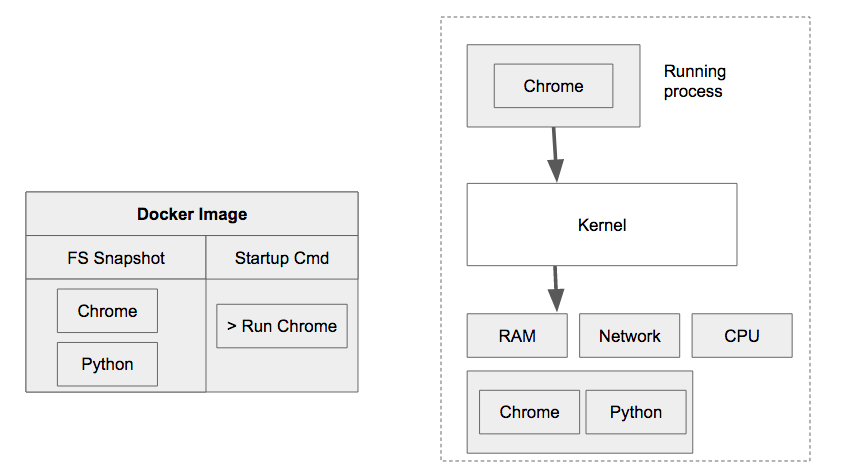 Docker Image
FS Snapshot
Startup Cmd
Chrome
> Run Chrome
Python
Chrome
Running
process
Kernel
RAM
Network
CPU
Chrome
Python